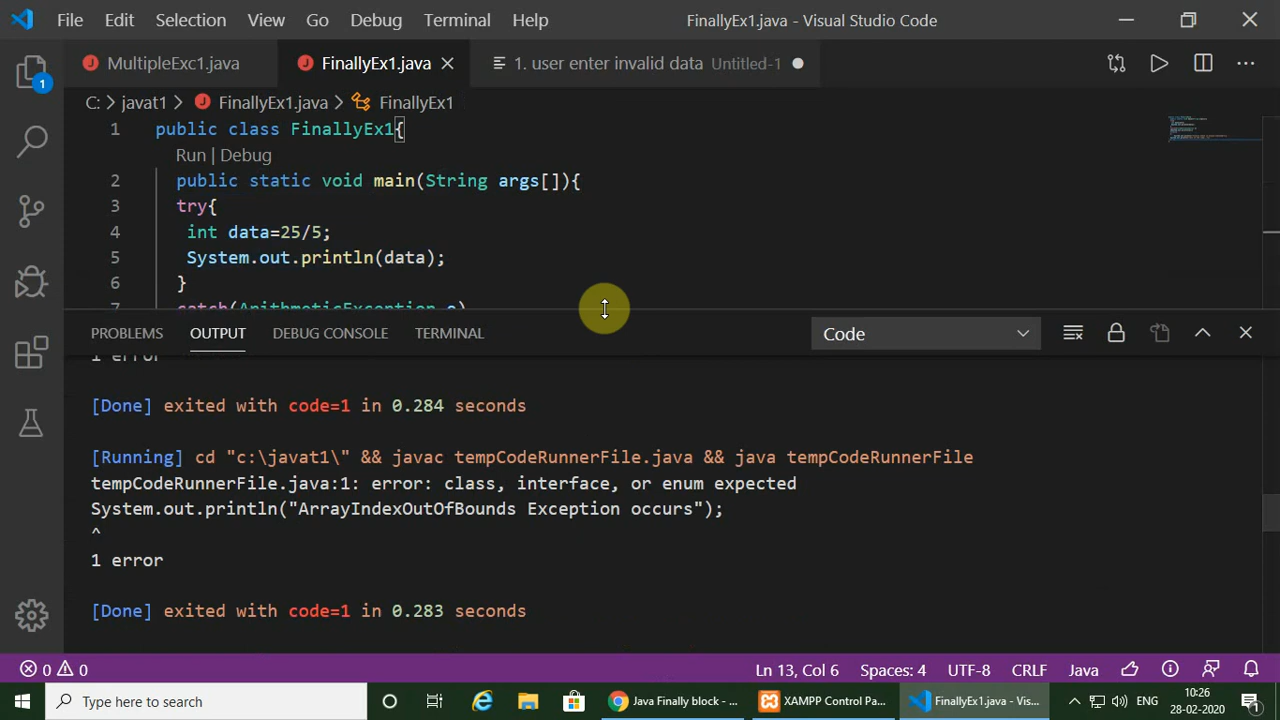 File Edit Selection View Go Debug Terminal Help FinallyEx1.java - Visual Studio Code
MultipleExc1.java FinallyEx1.java 1. user enter invalid data Untitled-1
1
C: javat1 FinallyEx1.java FinallyEx1
1 public class FinallyEx1{
Run | Debug
2 public static void main(String args[]){
3 try{
4 int data=25/5;
5 System.out.println(data);
6 }
7 catch(ArithmeticException e)
PROBLEMS OUTPUT DEBUG CONSOLE TERMINAL Code
1 error
[Done] exited with code=1 in 0.284 seconds
[Running] cd "c:\javat1\" && javac tempCodeRunnerFile.java && java tempCodeRunnerFile
tempCodeRunnerFile.java:1: error: class, interface, or enum expected
System.out.println("ArrayIndexOutOfBounds Exception occurs");
^
1 error
[Done] exited with code=1 in 0.283 seconds
0 0 Ln 13, Col 6 Spaces: 4 UTF-8 CRLF Java
Type here to search Java Finally block - ... XAMPP Control Pa... FinallyEx1.java - Vis... ENG 10:26
28-02-2020 1